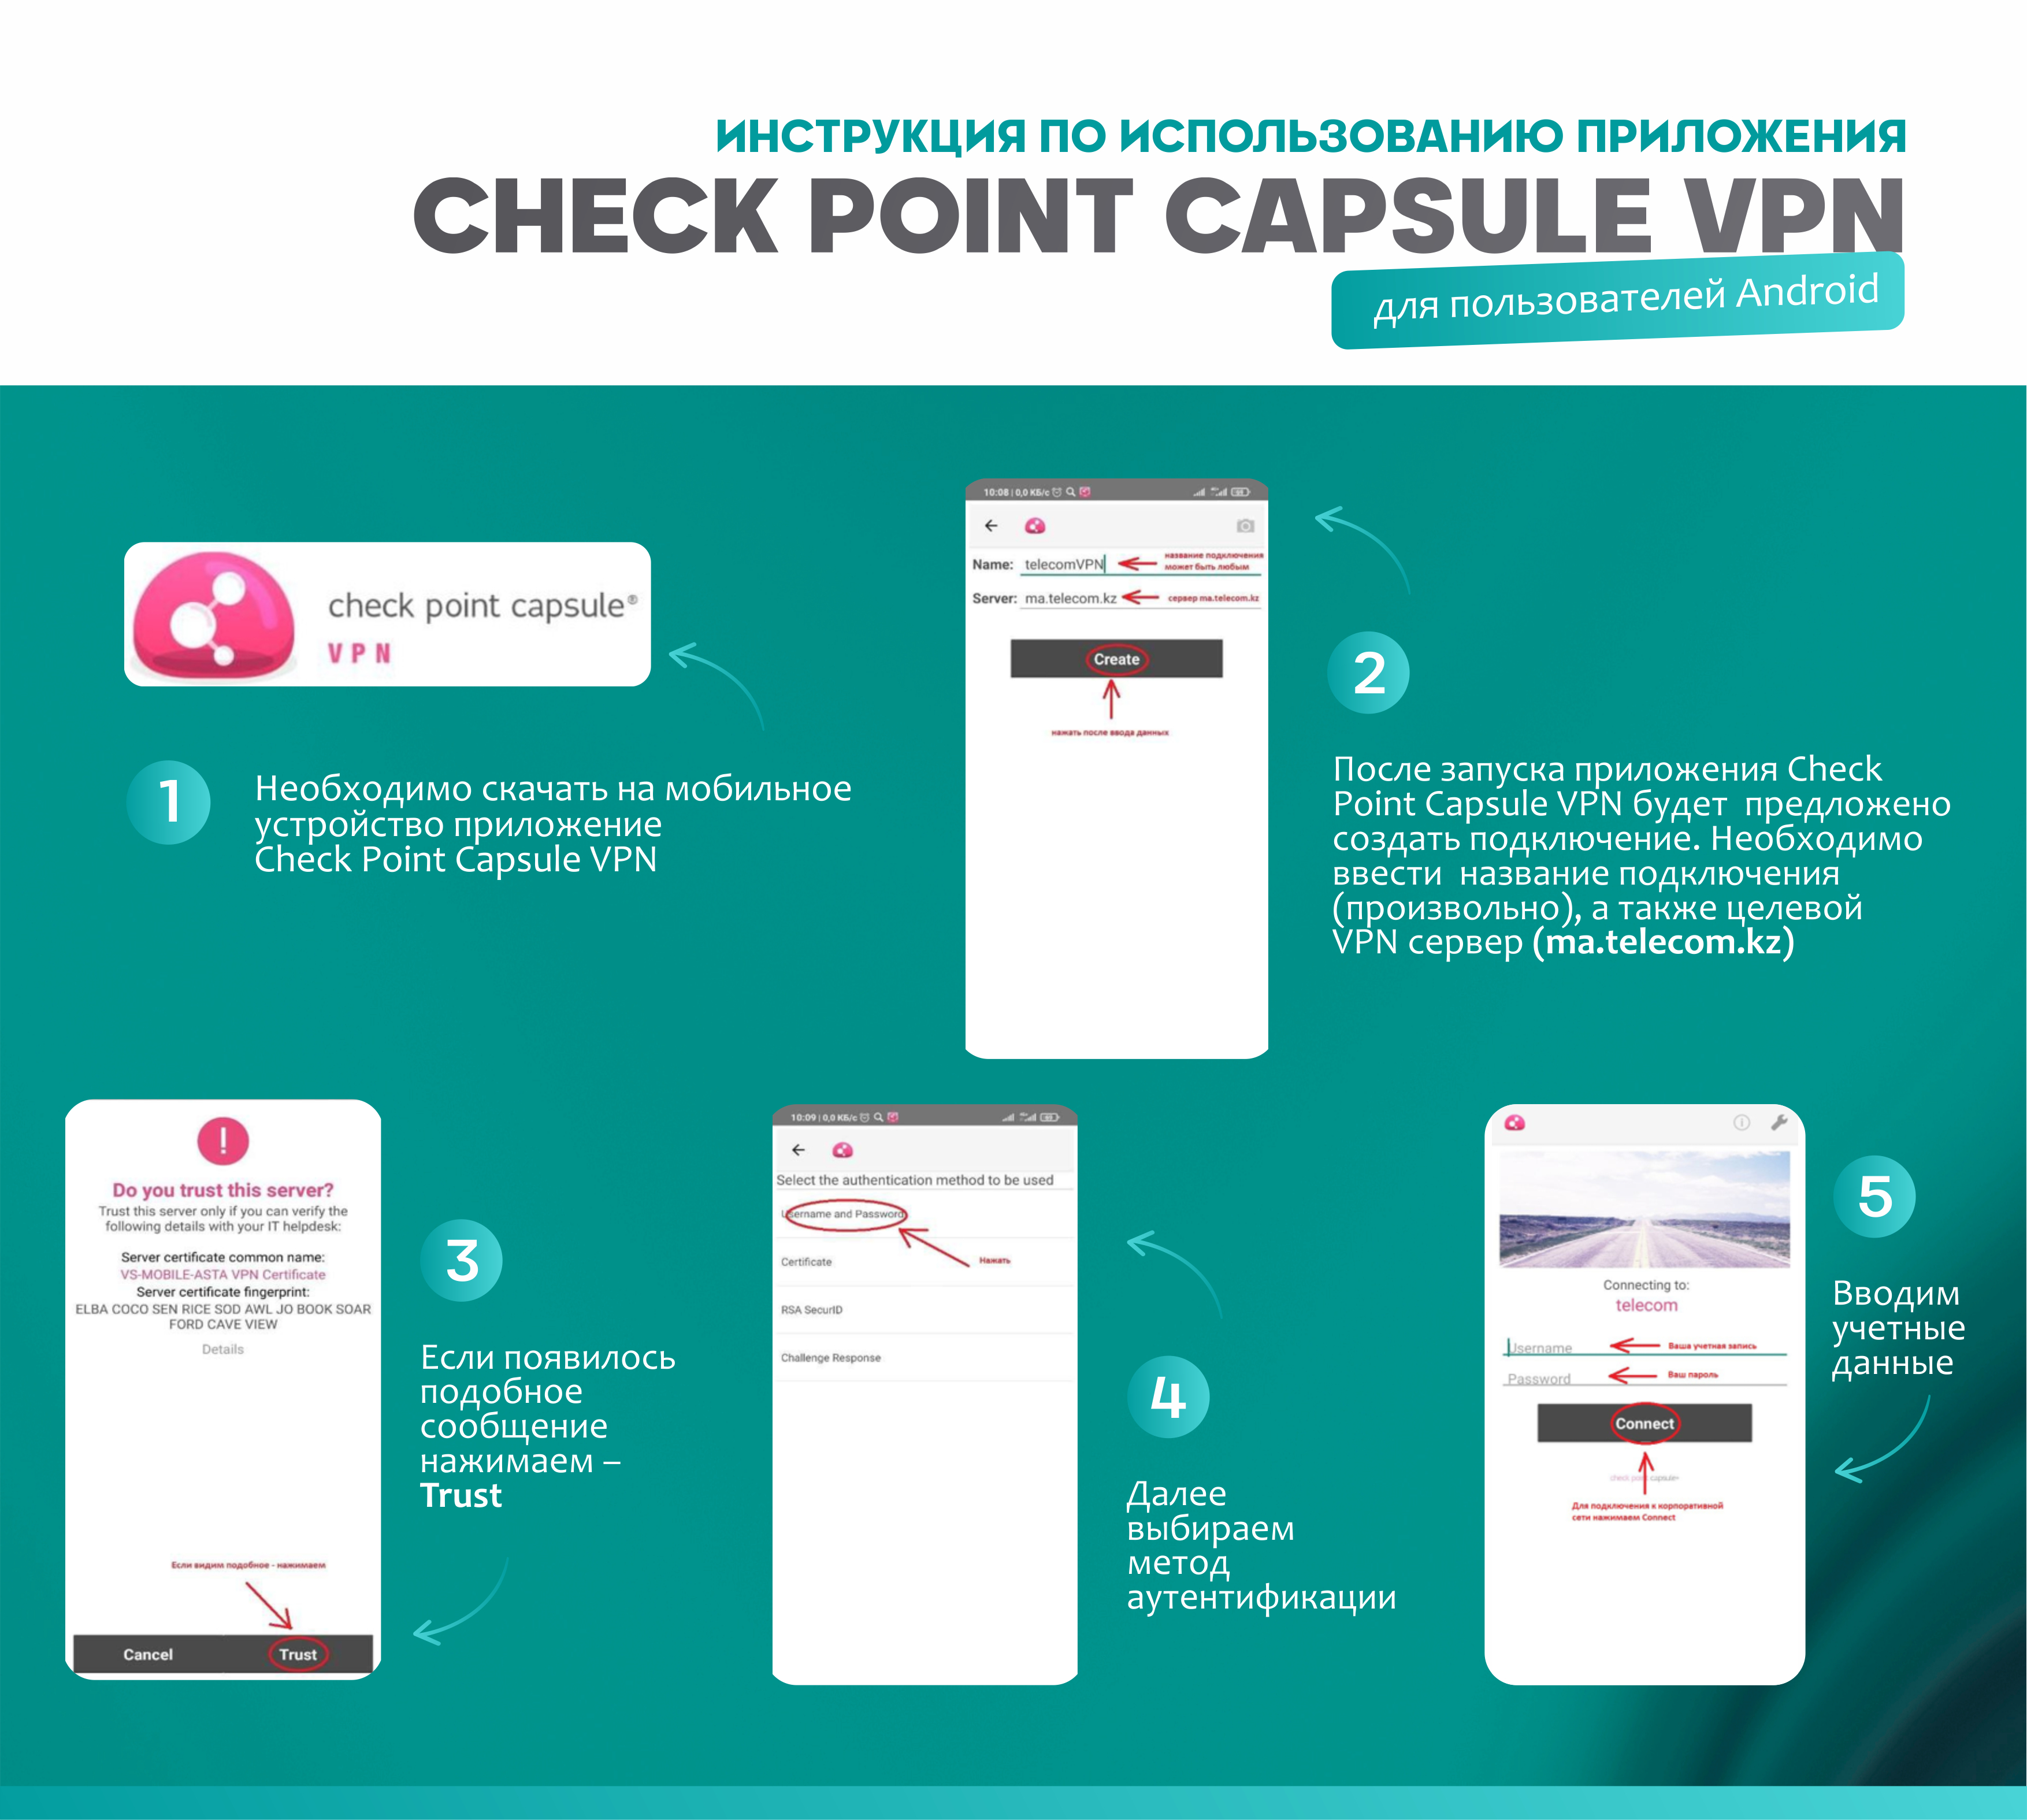 ИНСТРУКЦИЯ ПО ИСПОЛЬЗОВАНИЮ ПРИЛОЖЕНИЯ
CHECK POINT CAPSULE VPN
для пользователей Android
check point capsule®
VPN
1
Необходимо скачать на мобильное
устройство приложение
Check Point Capsule VPN
10:08 | 0,0 КБ/с
Name: telecomVPN
название подключения
может быть любым
Server: ma.telecom.kz
сервер ma.telecom.kz
Create
нажать после ввода данных
2
После запуска приложения Check
Point Capsule VPN будет предложено
создать подключение. Необходимо
ввести название подключения
(произвольно), а также целевой
VPN сервер (ma.telecom.kz)
!
Do you trust this server?
Trust this server only if you can verify the
following details with your IT helpdesk:
Server certificate common name:
VS-MOBILE-ASTA VPN Certificate
Server certificate fingerprint:
ELBA COCO SEN RICE SOD AWL JO BOOK SOAR
FORD CAVE VIEW
Details
Если видим подобное - нажимаем
Cancel
Trust
3
Если появилось
подобное
сообщение
нажимаем –
Trust
10:09 | 0,0 КБ/с
Select the authentication method to be used
Username and Password
Нажать
Certificate
RSA SecurID
Challenge Response
4
Далее
выбираем
метод
аутентификации
Connecting to:
telecom
Username
Ваша учетная запись
Password
Ваш пароль
Connect
check point capsule
Для подключения к корпоративной
сети нажимаем Connect
5
Вводим
учетные
данные